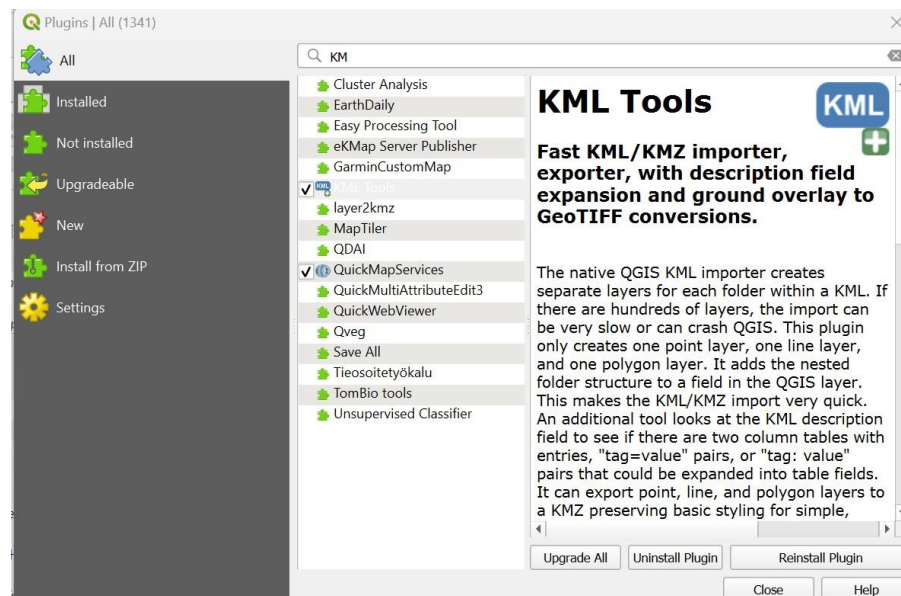 Plugins | All (1341)
All
Installed
Not installed
Upgradeable
New
Install from ZIP
Settings
KM
Cluster Analysis
EarthDaily
Easy Processing Tool
eKMap Server Publisher
GarminCustomMap
KML Tools
layer2kmz
MapTiler
QDAI
QuickMapServices
QuickMultiAttributeEdit3
QuickWebViewer
Qveg
Save All
Tieosoitetyökalu
TomBio tools
Unsupervised Classifier
KML Tools
KML
Fast KML/KMZ importer,
exporter, with description field
expansion and ground overlay to
GeoTIFF conversions.
The native QGIS KML importer creates
separate layers for each folder within a KML. If
there are hundreds of layers, the import can
be very slow or can crash QGIS. This plugin
only creates one point layer, one line layer,
and one polygon layer. It adds the nested
folder structure to a field in the QGIS layer.
This makes the KML/KMZ import very quick.
An additional tool looks at the KML description
field to see if there are two column tables with
entries, "tag=value" pairs, or "tag: value"
pairs that could be expanded into table fields.
It can export point, line, and polygon layers to
a KMZ preserving basic styling for simple,
Upgrade All
Uninstall Plugin
Reinstall Plugin
Close
Help